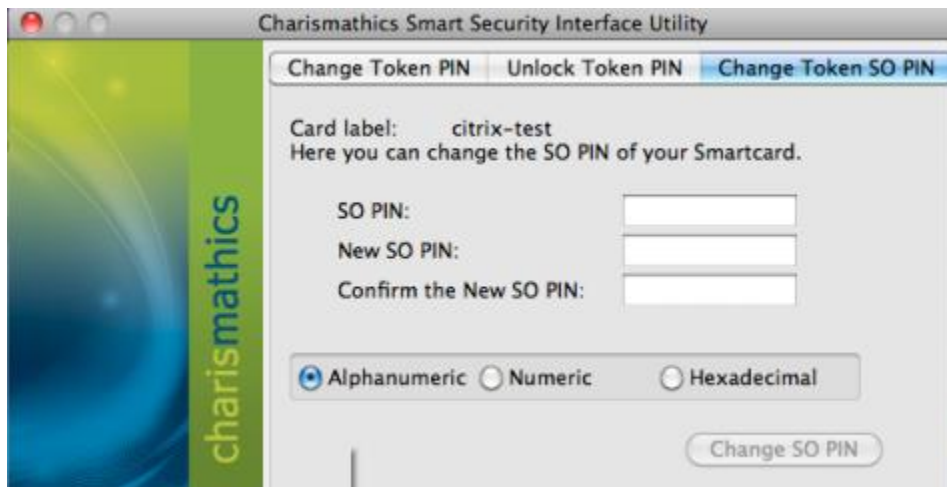 Charismathics Smart Security Interface Utility
Change Token PIN Unlock Token PIN Change Token SO PIN
Card label: citrix-test
Here you can change the SO PIN of your Smartcard.
SO PIN:
New SO PIN:
Confirm the New SO PIN:
Alphanumeric Numeric Hexadecimal
Change SO PIN
charismathics